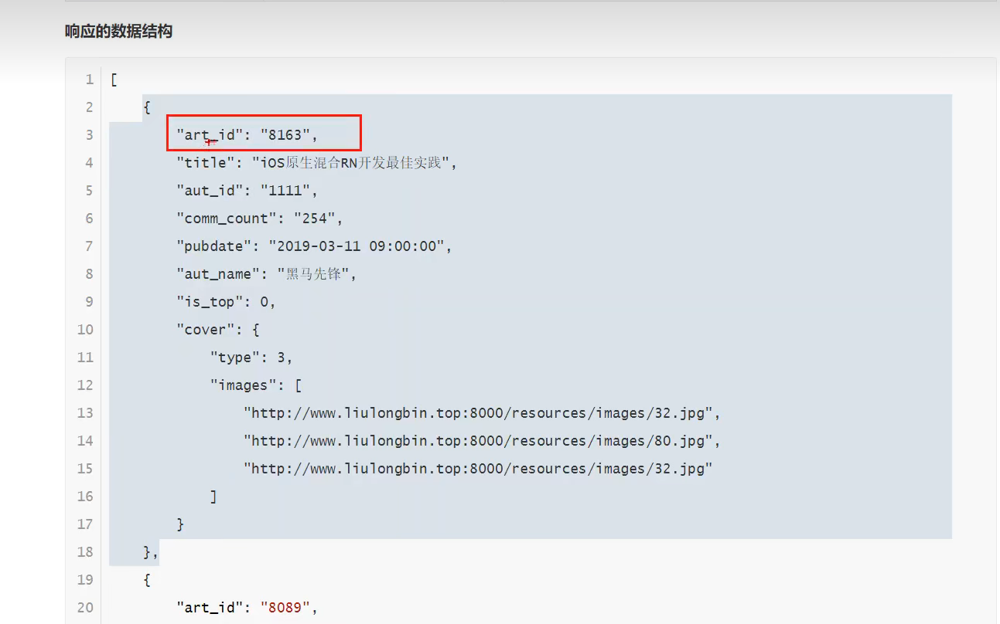 响应的数据结构
1 [
2 {
3 "art_id": "8163",
4 "title": "iOS原生混合RN开发最佳实践",
5 "aut_id": "1111",
6 "comm_count": "254",
7 "pubdate": "2019-03-11 09:00:00",
8 "aut_name": "黑马先锋",
9 "is_top": 0,
10 "cover": {
11 "type": 3,
12 "images": [
13 "http://www.liulongbin.top:8000/resources/images/32.jpg",
14 "http://www.liulongbin.top:8000/resources/images/80.jpg",
15 "http://www.liulongbin.top:8000/resources/images/32.jpg"
16 ]
17 }
18 },
19 {
20 "art_id": "8089",